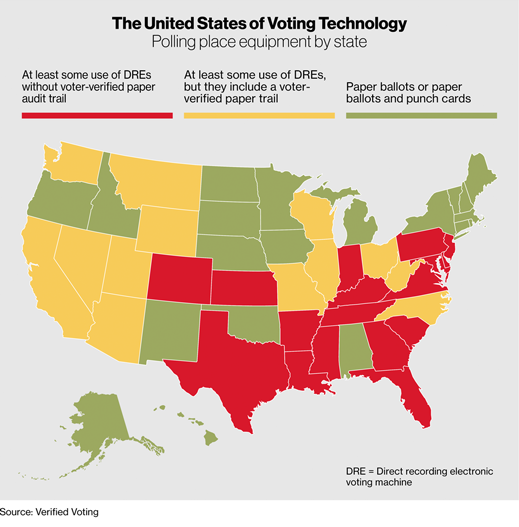 The United States of Voting Technology
Polling place equipment by state
At least some use of DREs
without voter-verified paper
audit trail
At least some use of DREs,
but they include a voter-
verified paper trail
Paper ballots or paper
ballots and punch cards
DRE = Direct recording electronic
voting machine
Source: Verified Voting